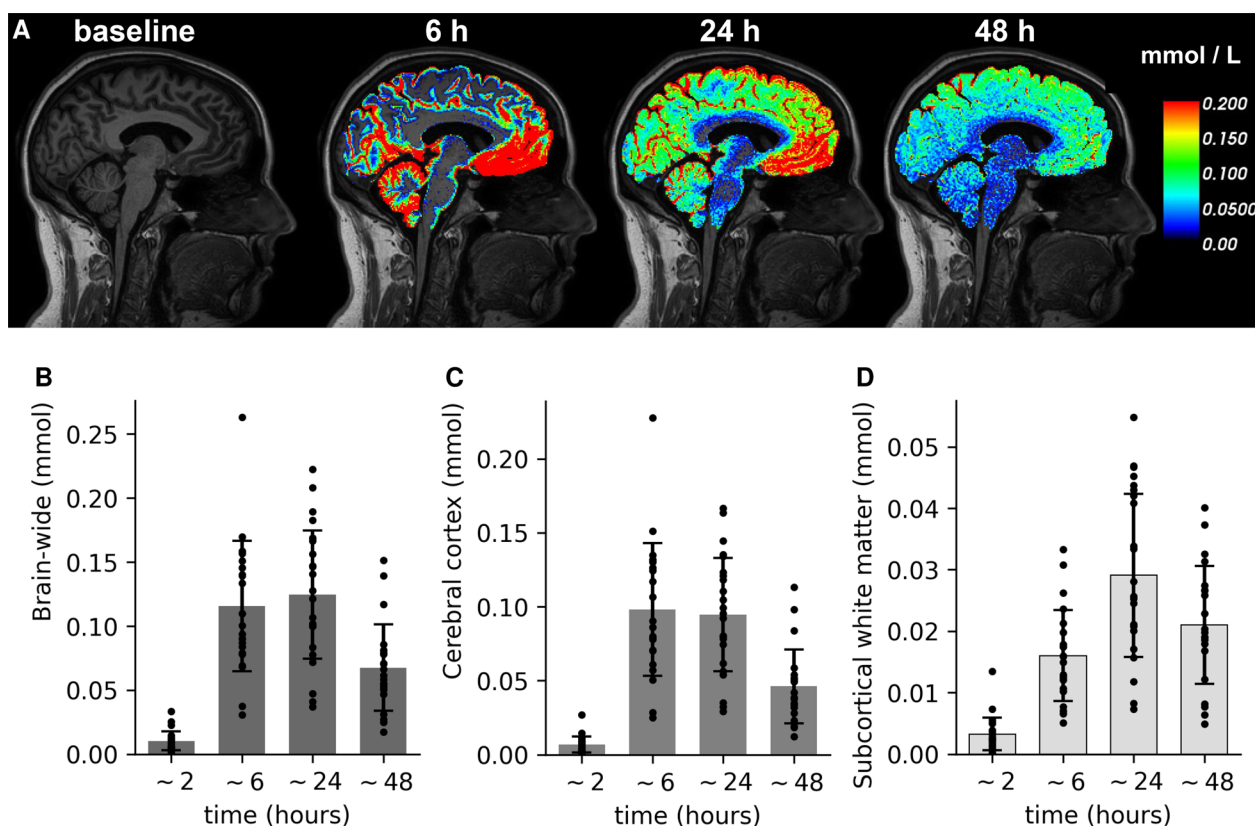 A baseline 6 h 24 h 48 h
mmol / L
0.200
0.150
0.100
0.0500
0.00
B
Brain-wide (mmol)
0.25
0.20
0.15
0.10
0.05
0.00
~ 2 ~ 6 ~ 24 ~ 48
time (hours)
C
Cerebral cortex (mmol)
0.20
0.15
0.10
0.05
0.00
~ 2 ~ 6 ~ 24 ~ 48
time (hours)
D
Subcortical white matter (mmol)
0.05
0.04
0.03
0.02
0.01
0.00
~ 2 ~ 6 ~ 24 ~ 48
time (hours)